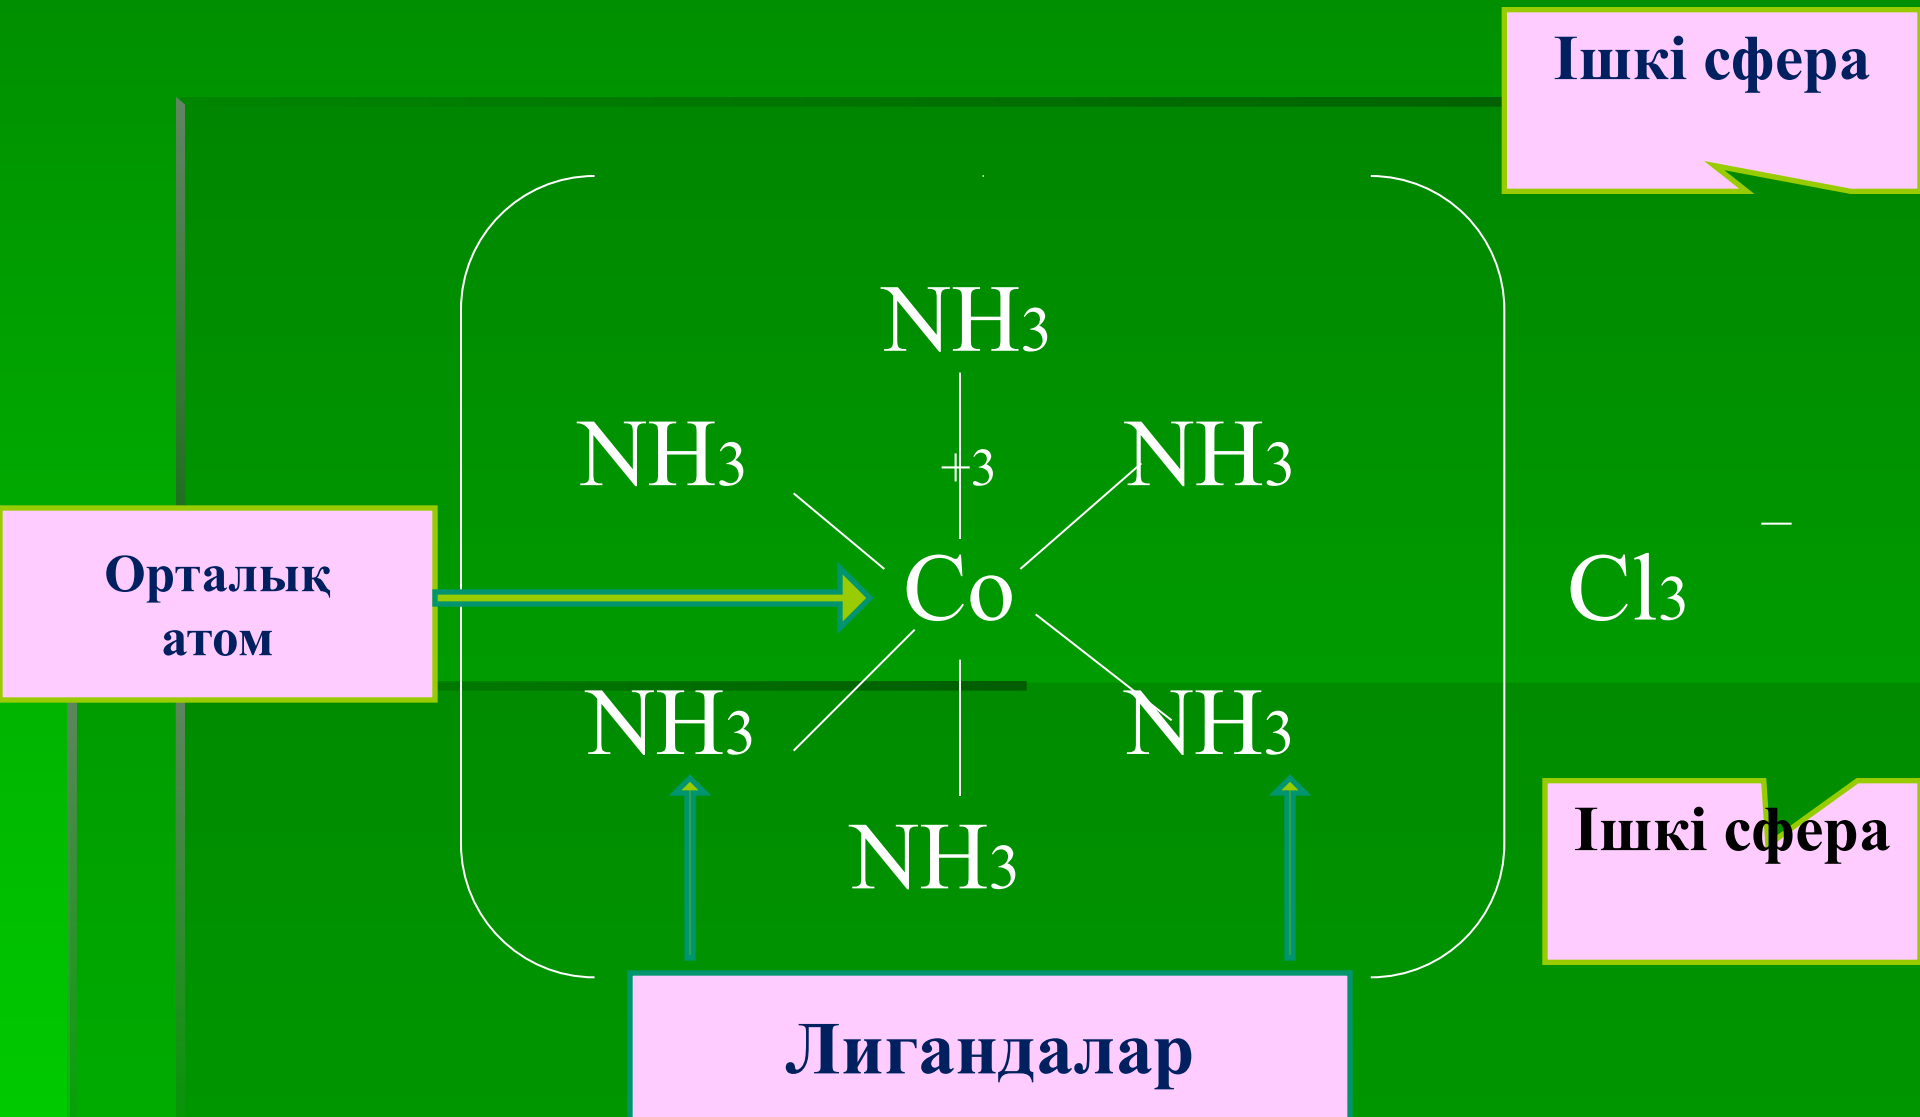 Ішкі сфера
NH3
NH3 +3 NH3
Орталық
атом
Co
Cl3 –
NH3 NH3
Ішкі сфера
NH3
Лигандалар